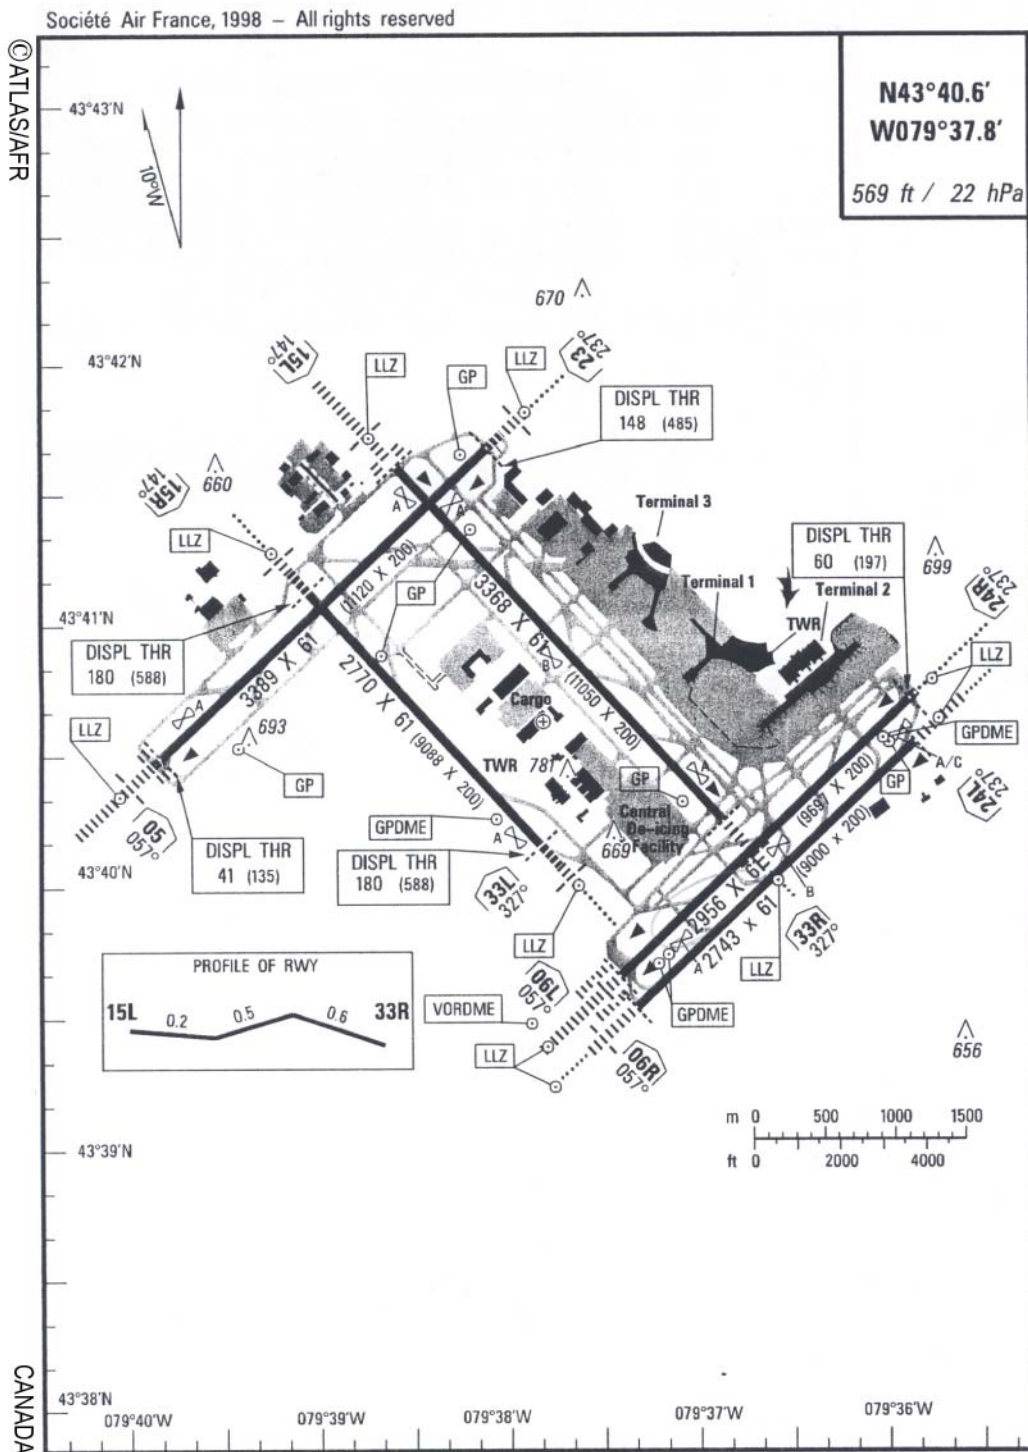 Société Air France, 1998 – All rights reserved
©ATLAS/AFR
N43°40.6'
W079°37.8'
569 ft / 22 hPa
43°43'N
10°W
670
43°42'N
15L
147°
LLZ
GP
LLZ
23
237°
DISPL THR
148 (485)
15R
147°
660
A
A
Terminal 3
LLZ
DISPL THR
60 (197)
699
24R
237°
(11120 X 200)
GP
3368 X 61
Terminal 1
Terminal 2
TWR
43°41'N
DISPL THR
180 (588)
3389 X 61
2770 X 61 (9088 X 200)
B
(11050 X 200)
LLZ
Cargo
A
693
LLZ
GP
TWR
781
GP
A
GPDME
GP
A/C
24L
237°
05
057°
GPDME
A
Central
De-icing
Facility
669
(9697 X 200)
(9000 X 200)
DISPL THR
41 (135)
DISPL THR
180 (588)
43°40'N
33L
327°
2956 X 61
B
2743 X 61
33R
327°
LLZ
A
LLZ
PROFILE OF RWY
15L
0.2
0.5
0.6
33R
06L
057°
VORDME
GPDME
LLZ
06R
057°
656
m 0 500 1000 1500
ft 0 2000 4000
43°39'N
43°38'N
079°40'W
079°39'W
079°38'W
079°37'W
079°36'W
CANADA